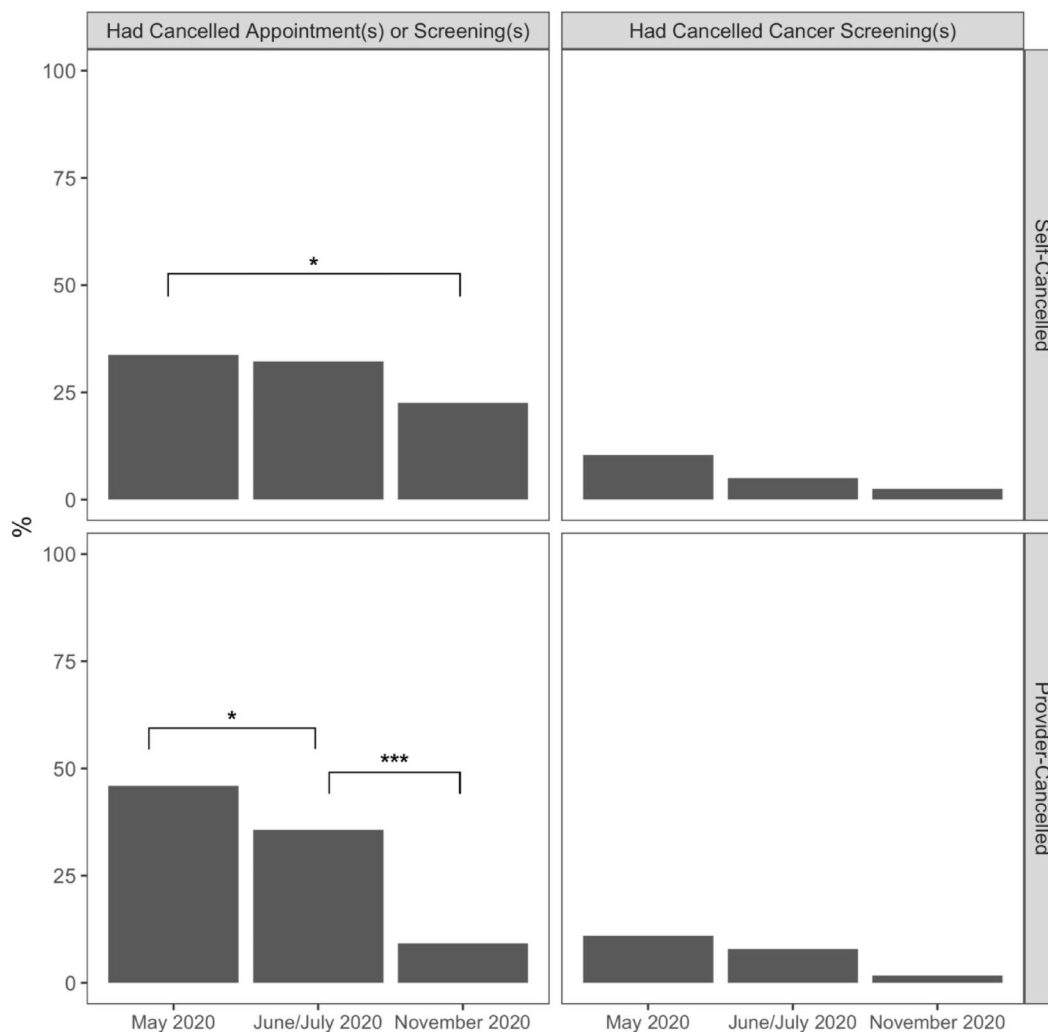 Had Cancelled Appointment(s) or Screening(s)
Had Cancelled Cancer Screening(s)
100
75
50
25
0
*
Self-Cancelled
%
100
75
50
25
0
*
***
Provider-Cancelled
May 2020 June/July 2020 November 2020
May 2020 June/July 2020 November 2020